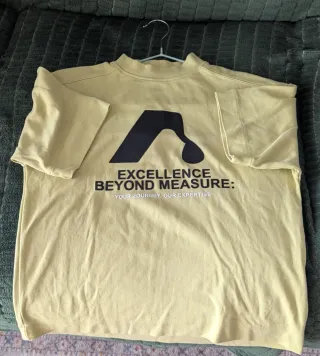 EXCELLENCE
BEYOND MEASURE:
YOUR JOURNEY, OUR EXPERTISE